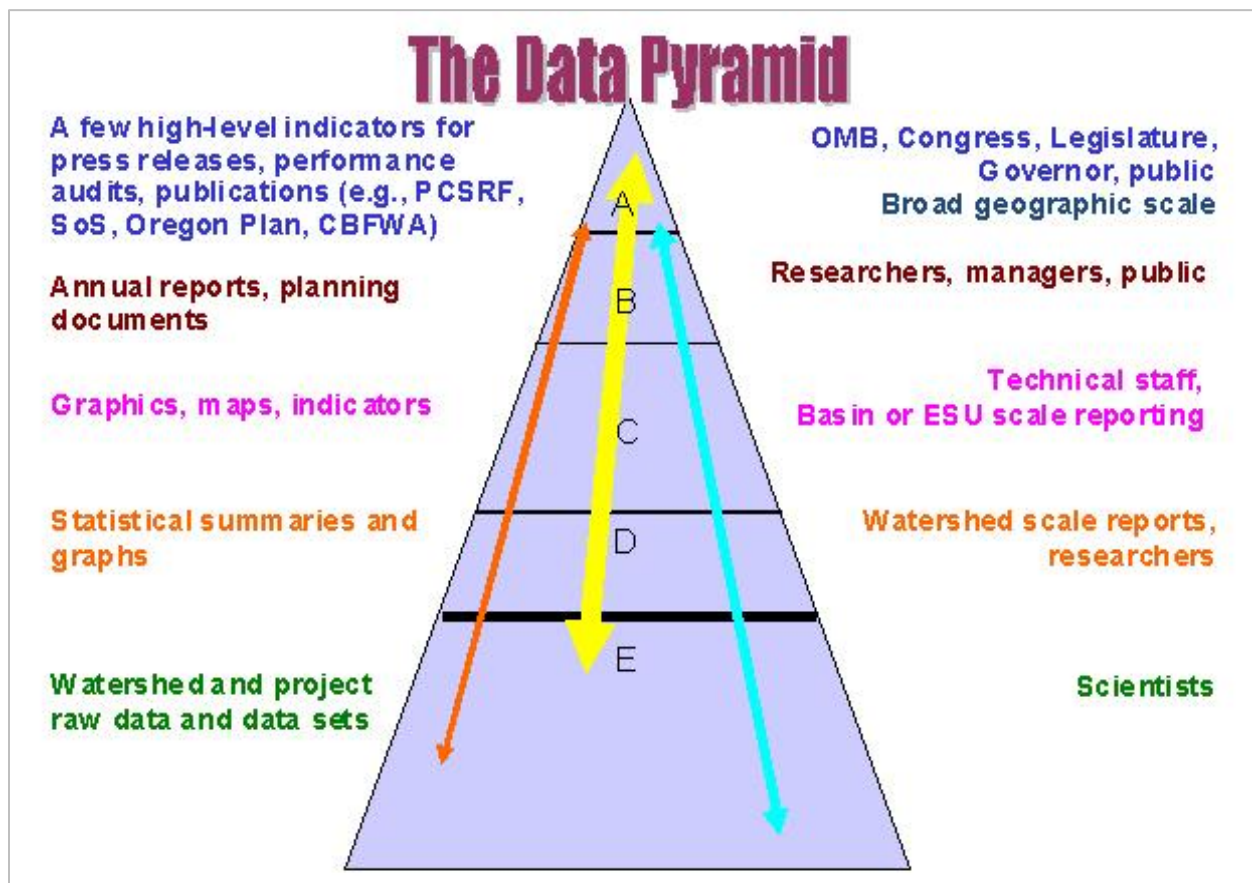 The Data Pyramid
A few high-level indicators for
press releases, performance
audits, publications (e.g., PCSRF,
SoS, Oregon Plan, CBFWA)
OMB, Congress, Legislature,
Governor, public
Broad geographic scale
A
Annual reports, planning
documents
Researchers, managers, public
B
Graphics, maps, indicators
Technical staff,
Basin or ESU scale reporting
C
Statistical summaries and
graphs
Watershed scale reports,
researchers
D
Watershed and project
raw data and data sets
Scientists
E